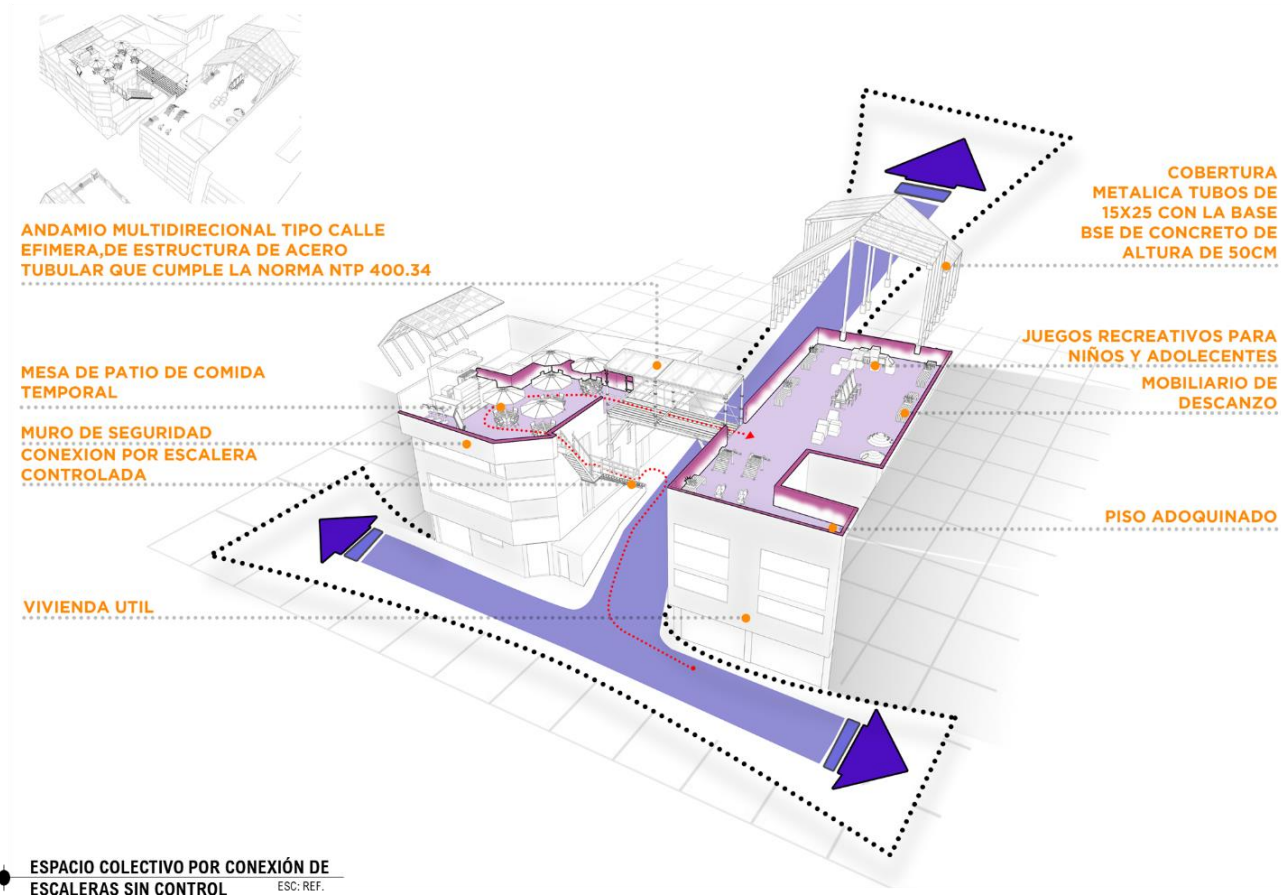 ANDAMIO MULTIDIRECIONAL TIPO CALLE
EFIMERA,DE ESTRUCTURA DE ACERO
TUBULAR QUE CUMPLE LA NORMA NTP 400.34
MESA DE PATIO DE COMIDA
TEMPORAL
MURO DE SEGURIDAD
CONEXION POR ESCALERA
CONTROLADA
VIVIENDA UTIL
COBERTURA
METALICA TUBOS DE
15X25 CON LA BASE
BSE DE CONCRETO DE
ALTURA DE 50CM
JUEGOS RECREATIVOS PARA
NIÑOS Y ADOLECENTES
MOBILIARIO DE
DESCANZO
PISO ADOQUINADO
ESPACIO COLECTIVO POR CONEXIÓN DE
ESCALERAS SIN CONTROL ESC: REF.